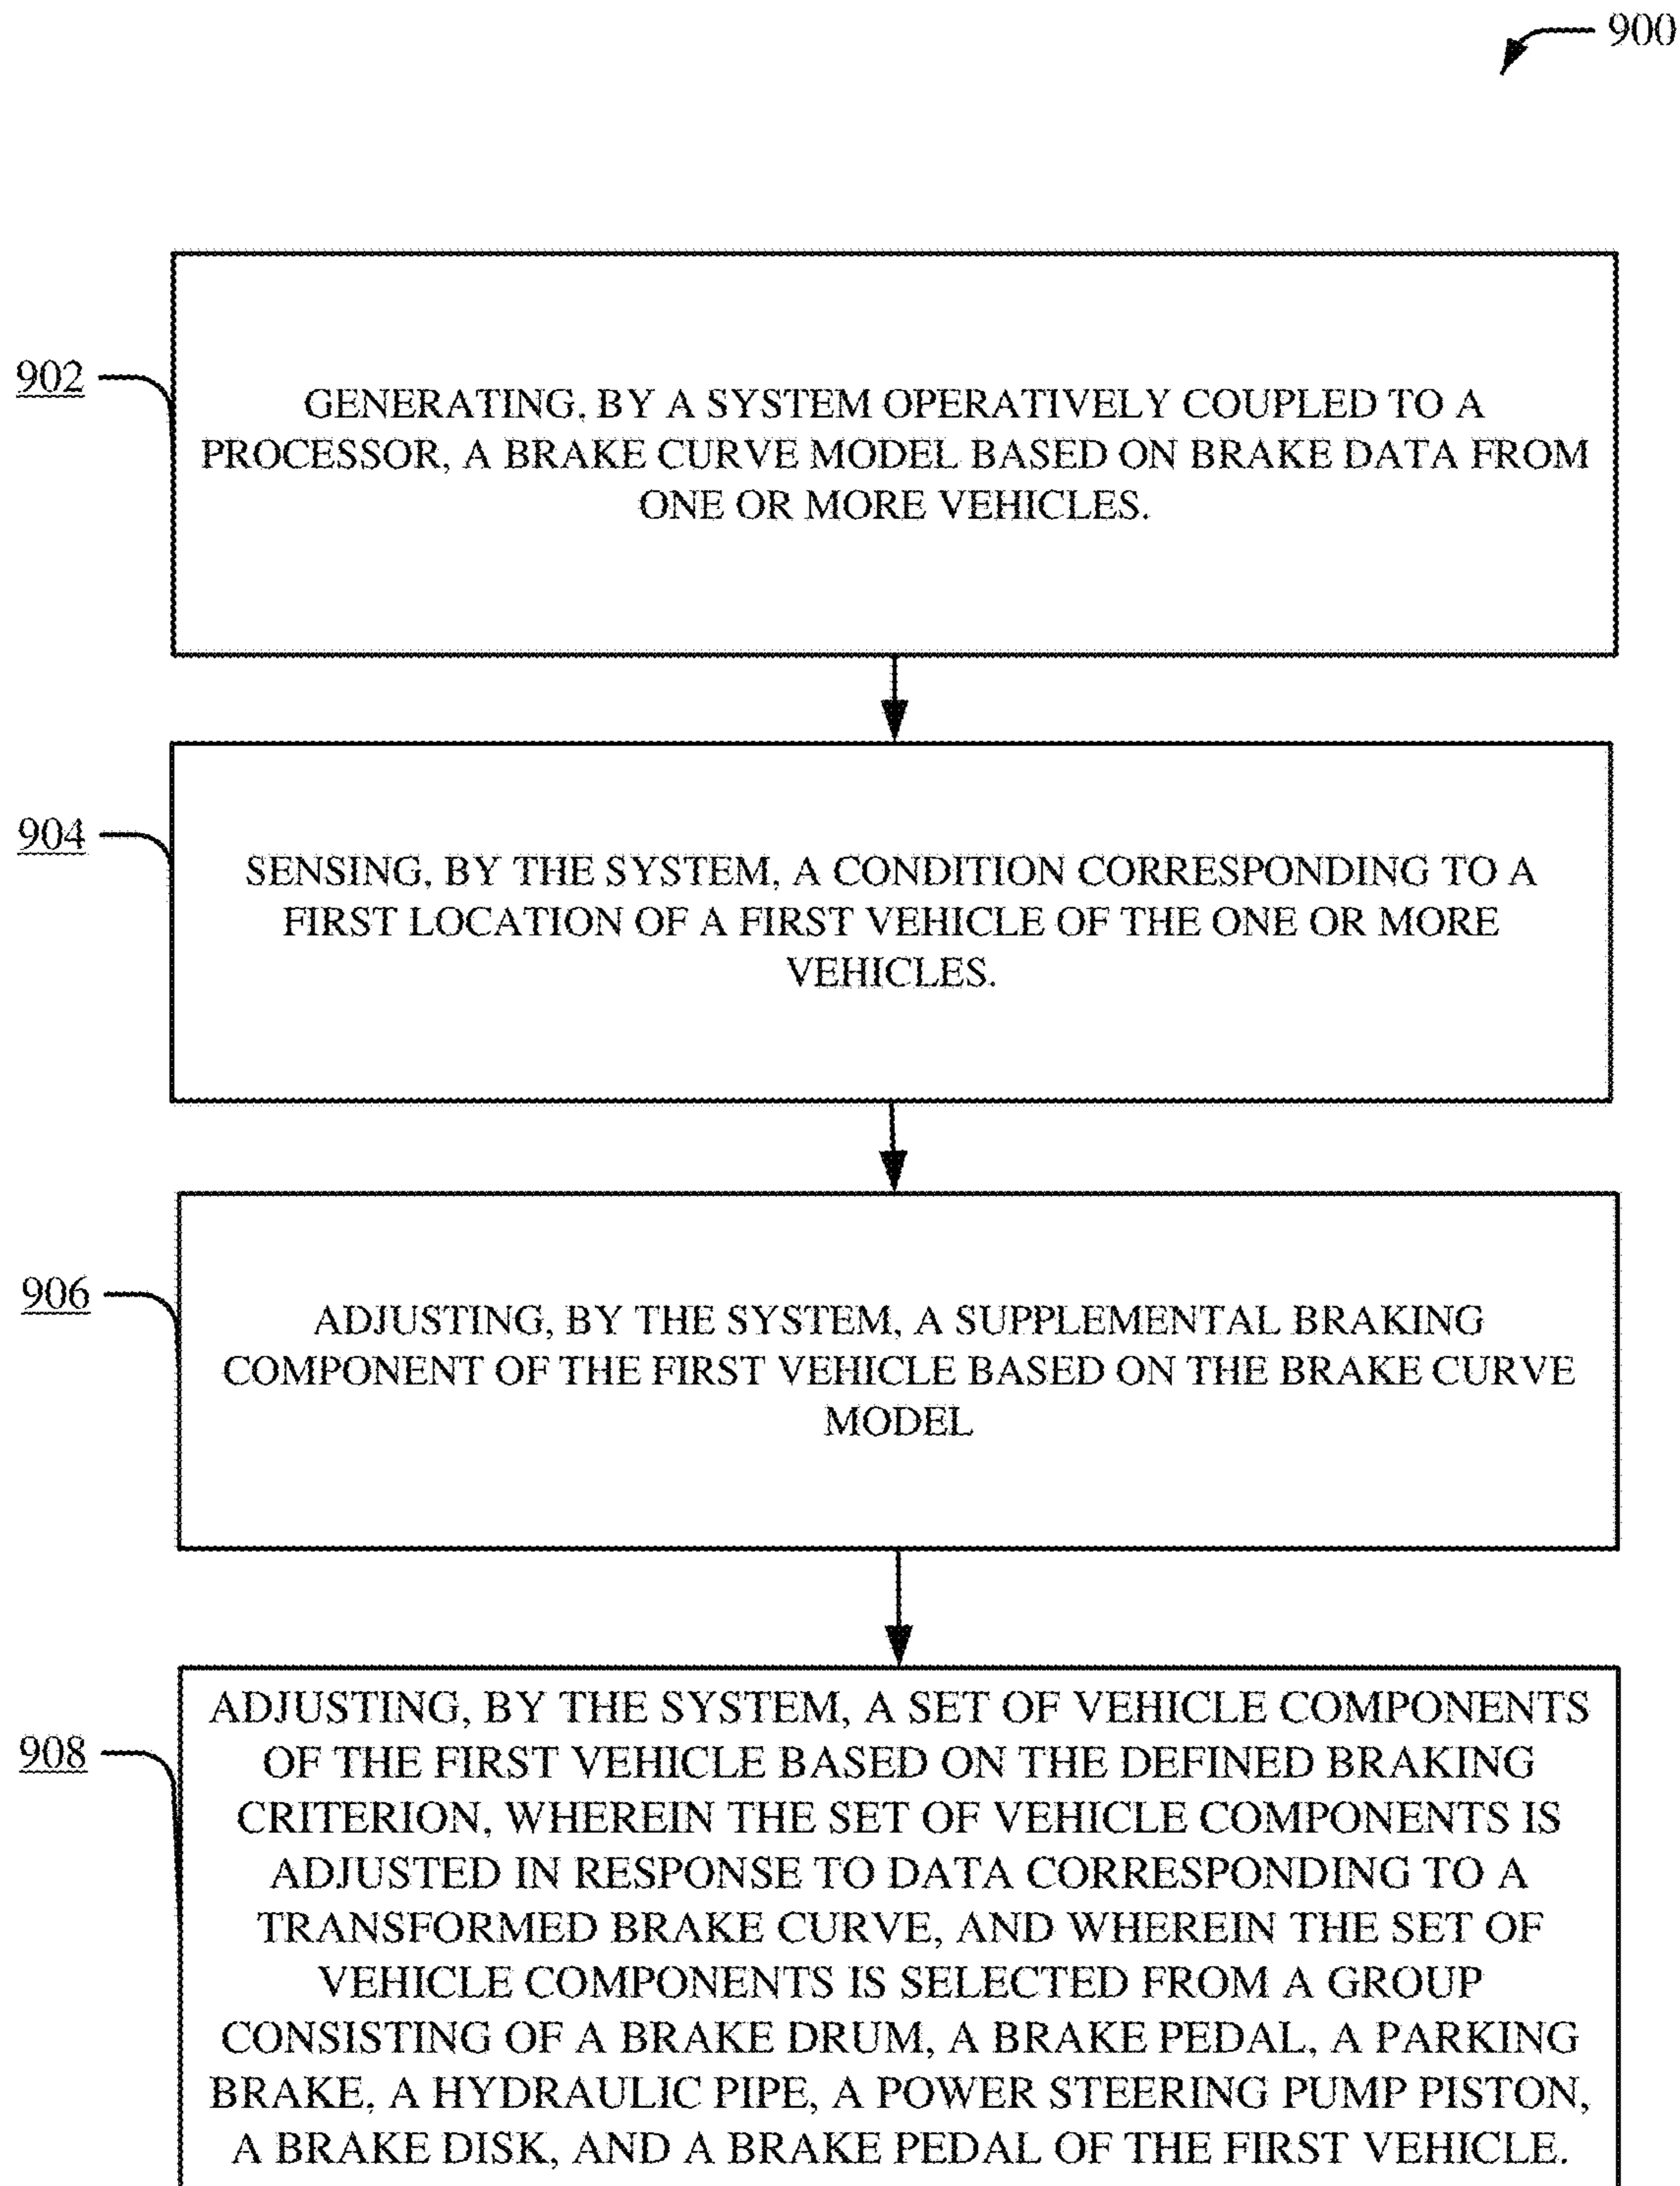 900
902
GENERATING, BY A SYSTEM OPERATIVELY COUPLED TO A
PROCESSOR, A BRAKE CURVE MODEL BASED ON BRAKE DATA FROM
ONE OR MORE VEHICLES.
904
SENSING, BY THE SYSTEM, A CONDITION CORRESPONDING TO A
FIRST LOCATION OF A FIRST VEHICLE OF THE ONE OR MORE
VEHICLES.
906
ADJUSTING, BY THE SYSTEM, A SUPPLEMENTAL BRAKING
COMPONENT OF THE FIRST VEHICLE BASED ON THE BRAKE CURVE
MODEL
908
ADJUSTING, BY THE SYSTEM, A SET OF VEHICLE COMPONENTS
OF THE FIRST VEHICLE BASED ON THE DEFINED BRAKING
CRITERION, WHEREIN THE SET OF VEHICLE COMPONENTS IS
ADJUSTED IN RESPONSE TO DATA CORRESPONDING TO A
TRANSFORMED BRAKE CURVE, AND WHEREIN THE SET OF
VEHICLE COMPONENTS IS SELECTED FROM A GROUP
CONSISTING OF A BRAKE DRUM, A BRAKE PEDAL, A PARKING
BRAKE, A HYDRAULIC PIPE, A POWER STEERING PUMP PISTON,
A BRAKE DISK, AND A BRAKE PEDAL OF THE FIRST VEHICLE.